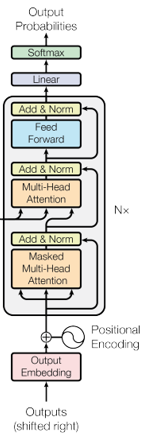 Output
Probabilities
Softmax
Linear
Add & Norm
Feed
Forward
Add & Norm
Multi-Head
Attention
N×
Add & Norm
Masked
Multi-Head
Attention
Positional
Encoding
Output
Embedding
Outputs
(shifted right)